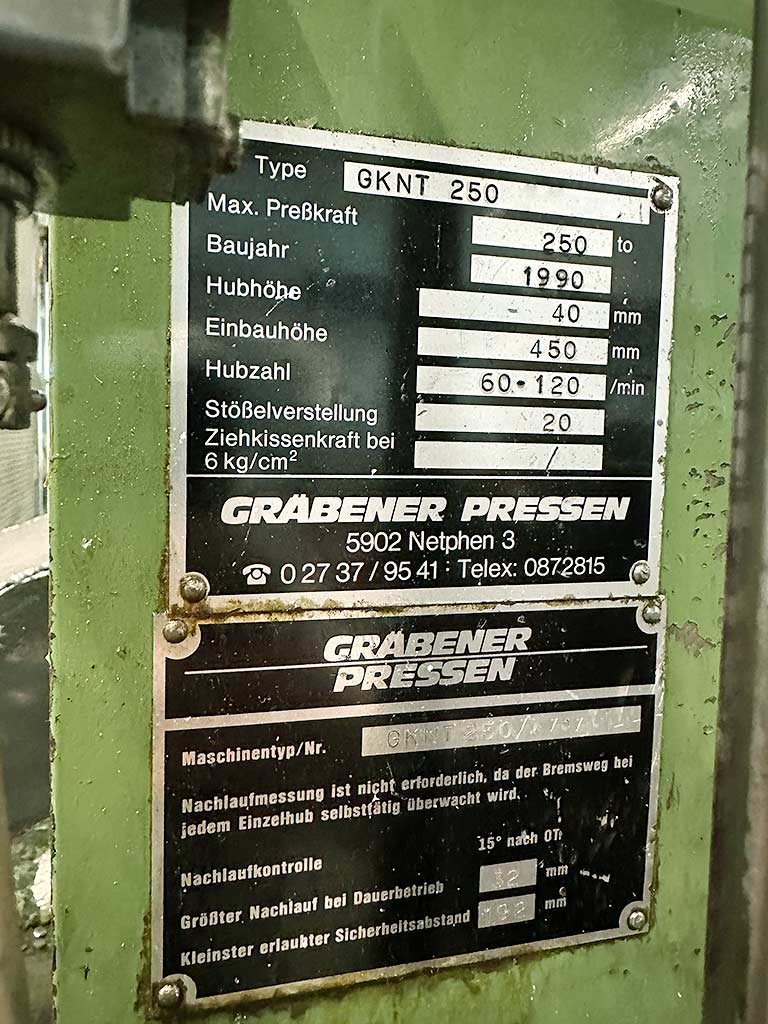 Type GKNT 250
Max. Preßkraft 250 to
Baujahr 1990
Hubhöhe 40 mm
Einbauhöhe 450 mm
Hubzahl 60-120 /min
Stößelverstellung 20
Ziehkissenkraft bei
6 kg/cm² /
GRÄBENER PRESSEN
5902 Netphen 3
☎ 0 27 37 / 95 41 : Telex: 0872815
GRÄBENER
PRESSEN
Maschinentyp/Nr. GKNT 250/
Nachlaufmessung ist nicht erforderlich, da der Bremsweg bei
jedem Einzelhub selbsttätig überwacht wird.
15° nach OT
Nachlaufkontrolle
Größter Nachlauf bei Dauerbetrieb 32 mm
Kleinster erlaubter Sicherheitsabstand mm